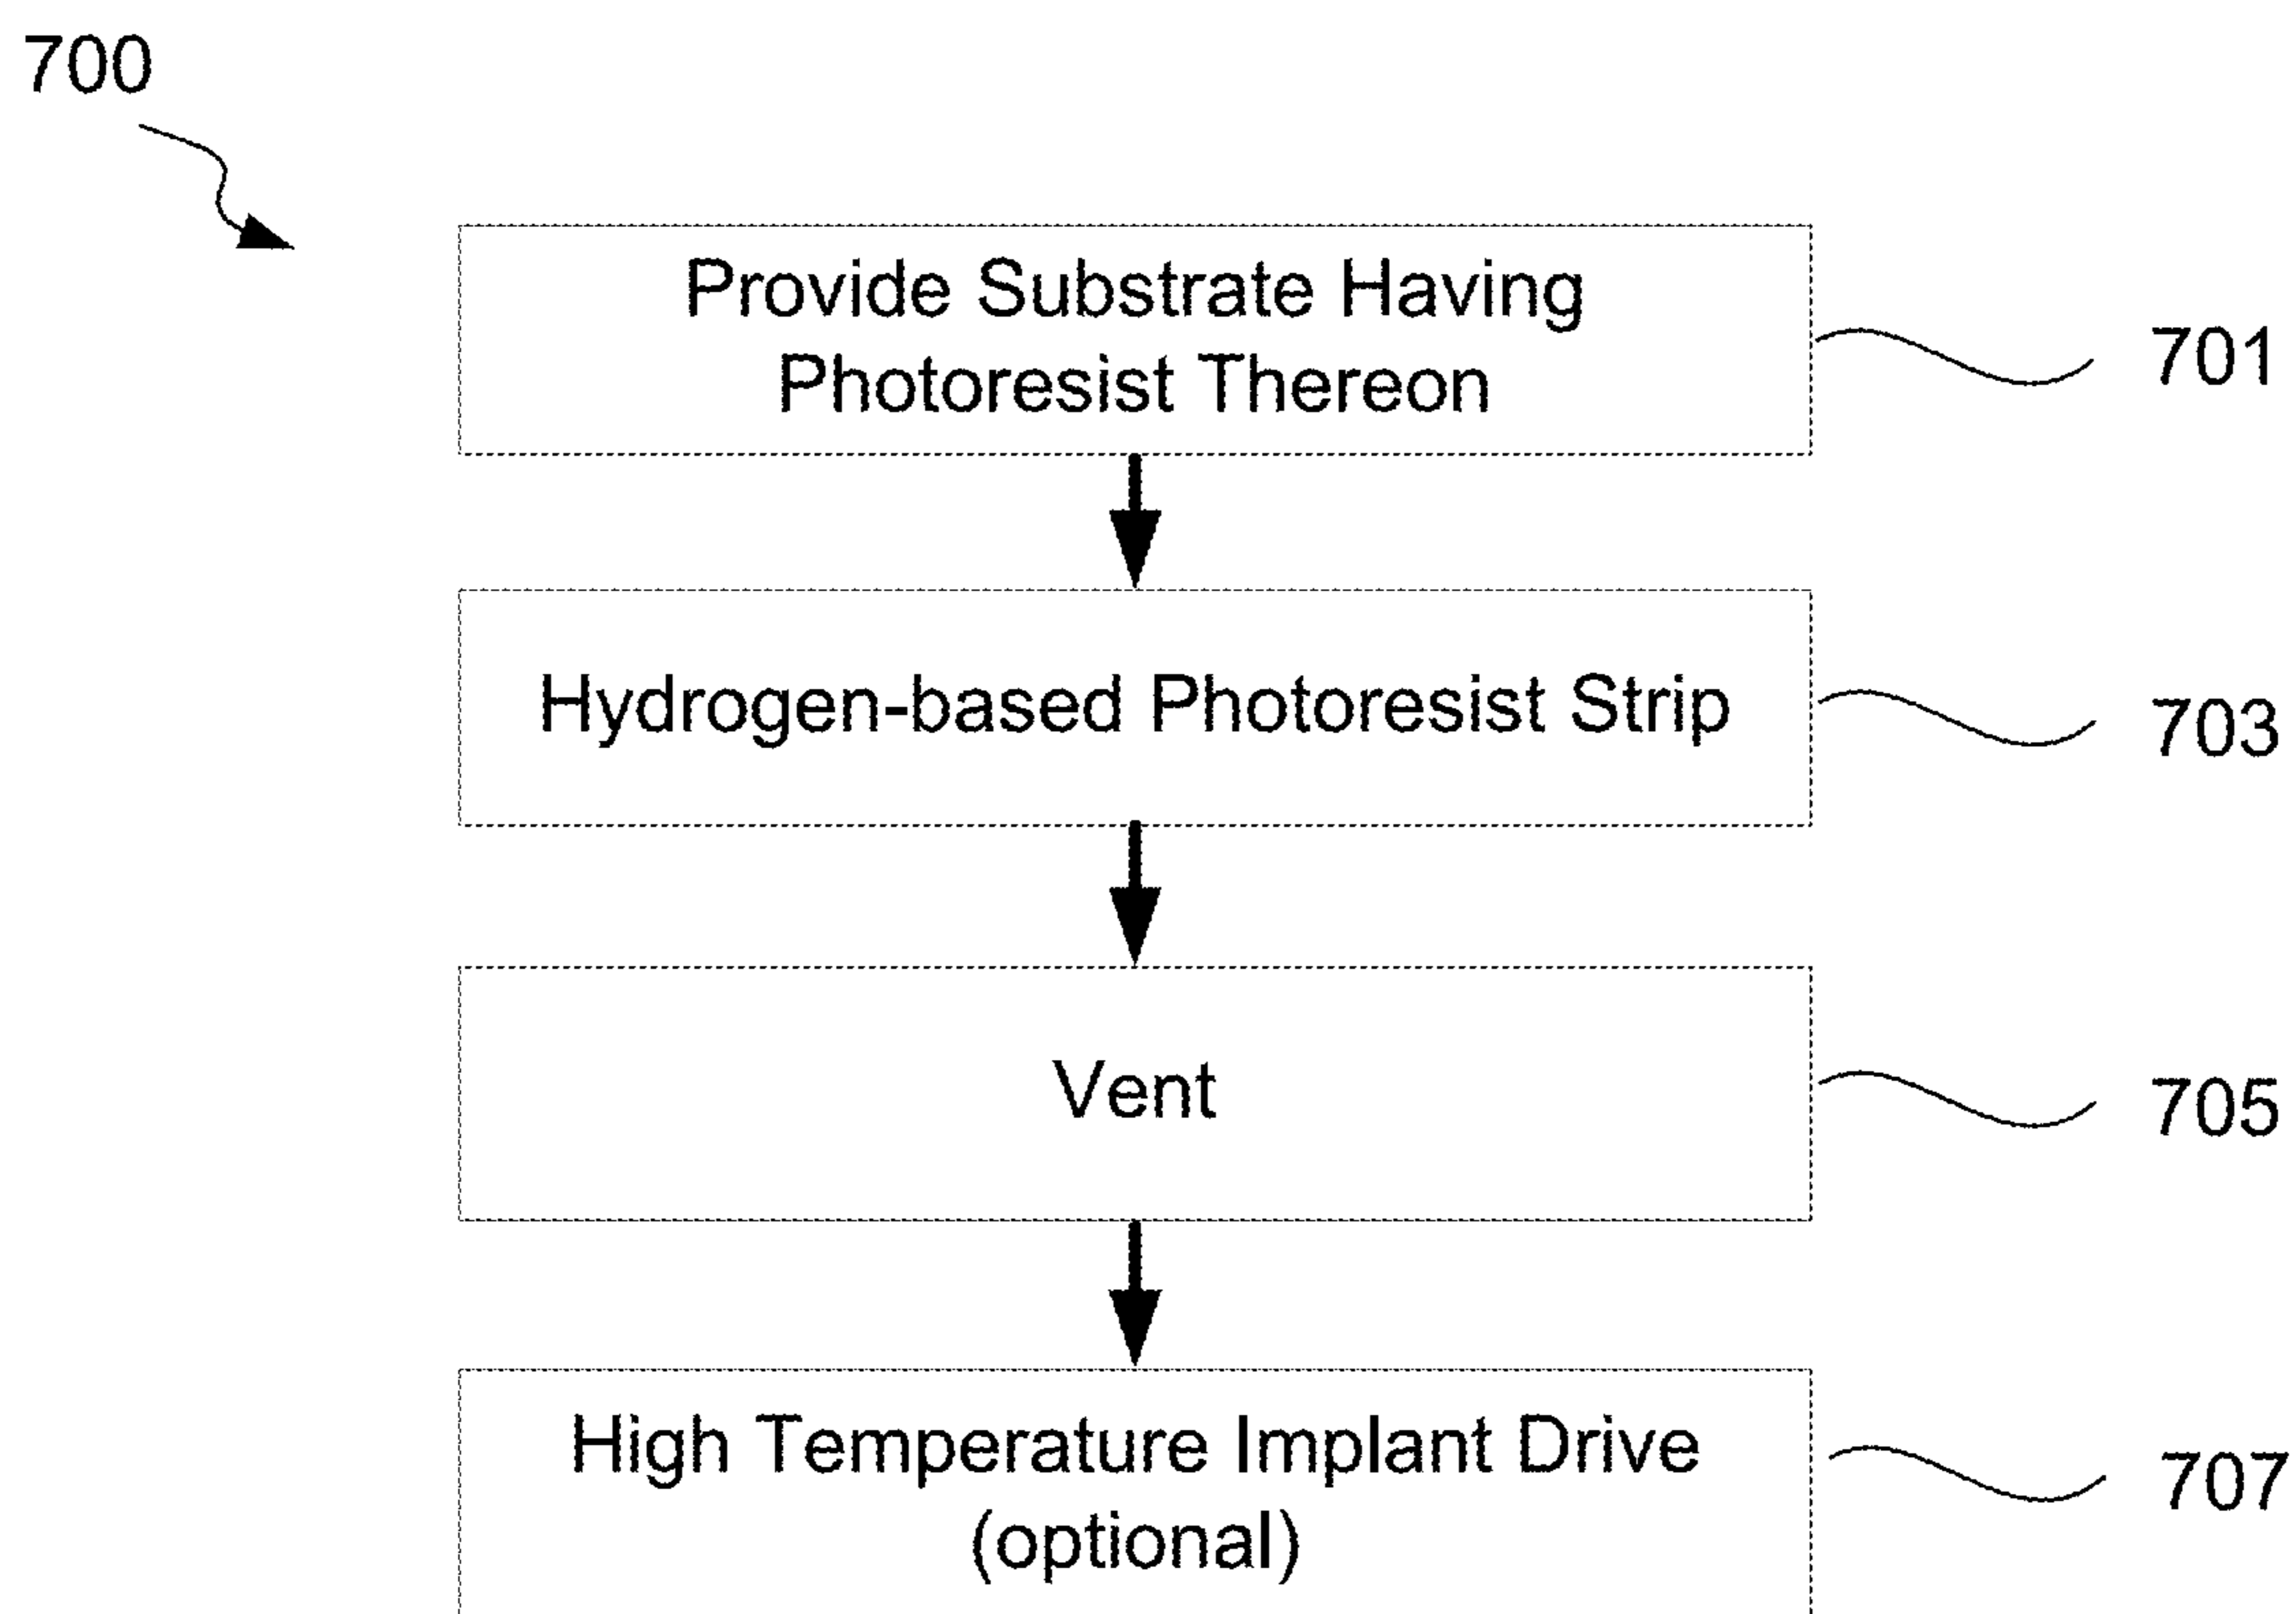 700
Provide Substrate Having
Photoresist Thereon
701
Hydrogen-based Photoresist Strip
703
Vent
705
High Temperature Implant Drive
(optional)
707